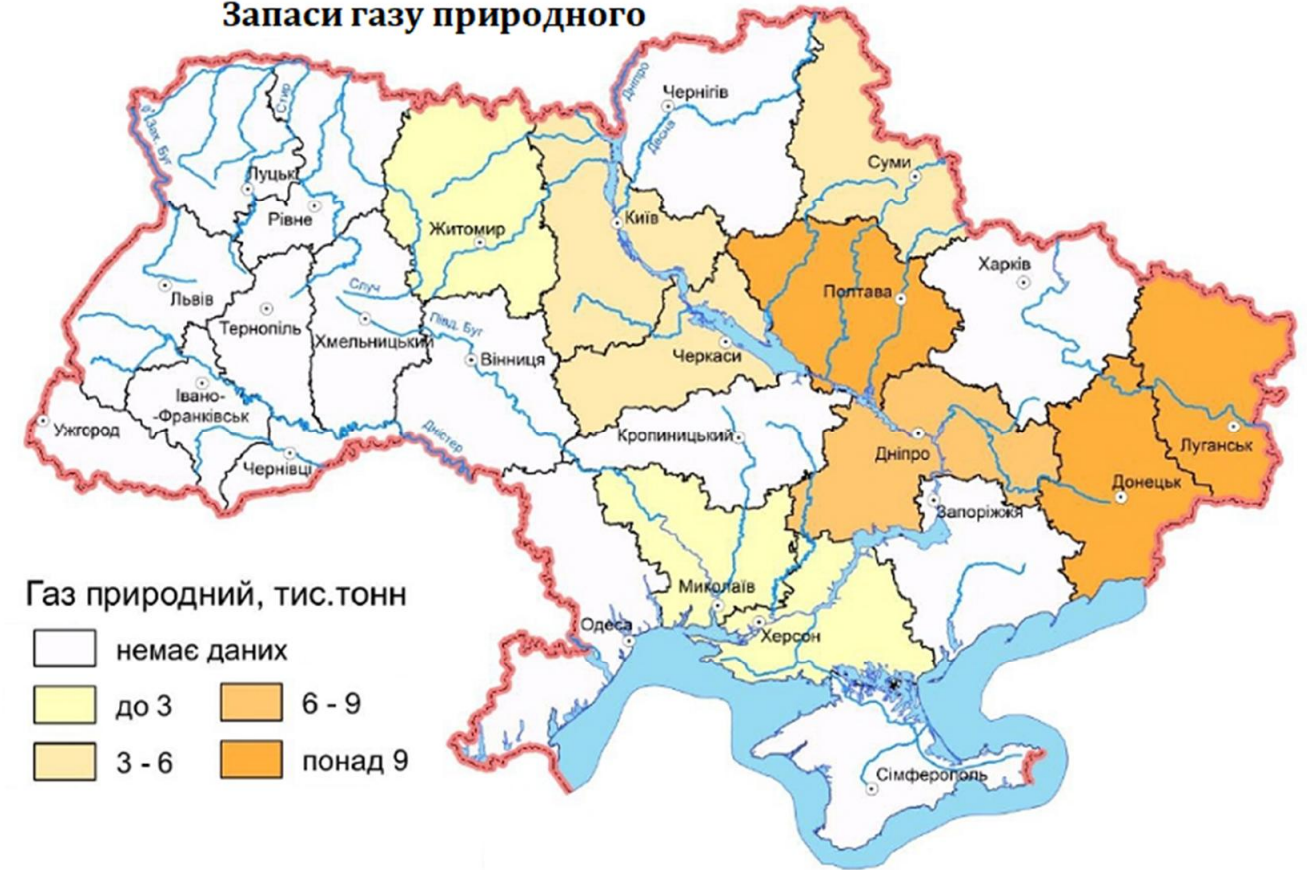 Запаси газу природного
Дніпро
Чернігів
Стир
Зах. Буг
Десна
Суми
Луцьк
Рівне
Київ
Житомир
Харків
Львів
Случ
Полтава
Тернопіль
Хмельницький
Півд. Буг
Вінниця
Черкаси
Івано-
-Франківськ
Ужгород
Дністер
Кропиницький
Дніпро
Луганськ
Чернівці
Донецьк
Запоріжжя
Миколаїв
Одеса
Херсон
Сімферополь
Газ природний, тис.тонн
немає даних
до 3
6 - 9
3 - 6
понад 9